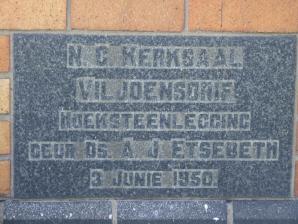 N. G. KERKSAAL
VILJOENSDRIF
HOEKSTEENLEGGING
DEUR DS. A. J. ETSEBETH
3 JUNIE 1950.